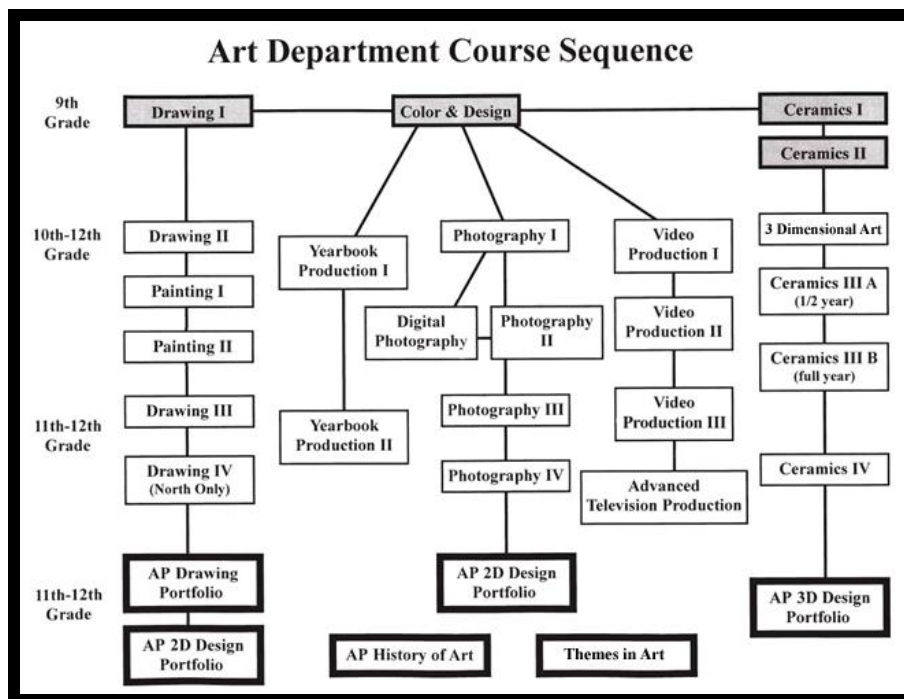 Art Department Course Sequence
9th
Grade
Drawing I
Color & Design
Ceramics I
Ceramics II
10th-12th
Grade
Drawing II
Yearbook
Production I
Photography I
Video
Production I
3 Dimensional Art
Painting I
Digital
Photography
Photography
II
Video
Production II
Ceramics III A
(1/2 year)
Painting II
Ceramics III B
(full year)
11th-12th
Grade
Drawing III
Yearbook
Production II
Photography III
Video
Production III
Drawing IV
(North Only)
Photography IV
Advanced
Television Production
Ceramics IV
11th-12th
Grade
AP Drawing
Portfolio
AP 2D Design
Portfolio
AP 3D Design
Portfolio
AP 2D Design
Portfolio
AP History of Art
Themes in Art